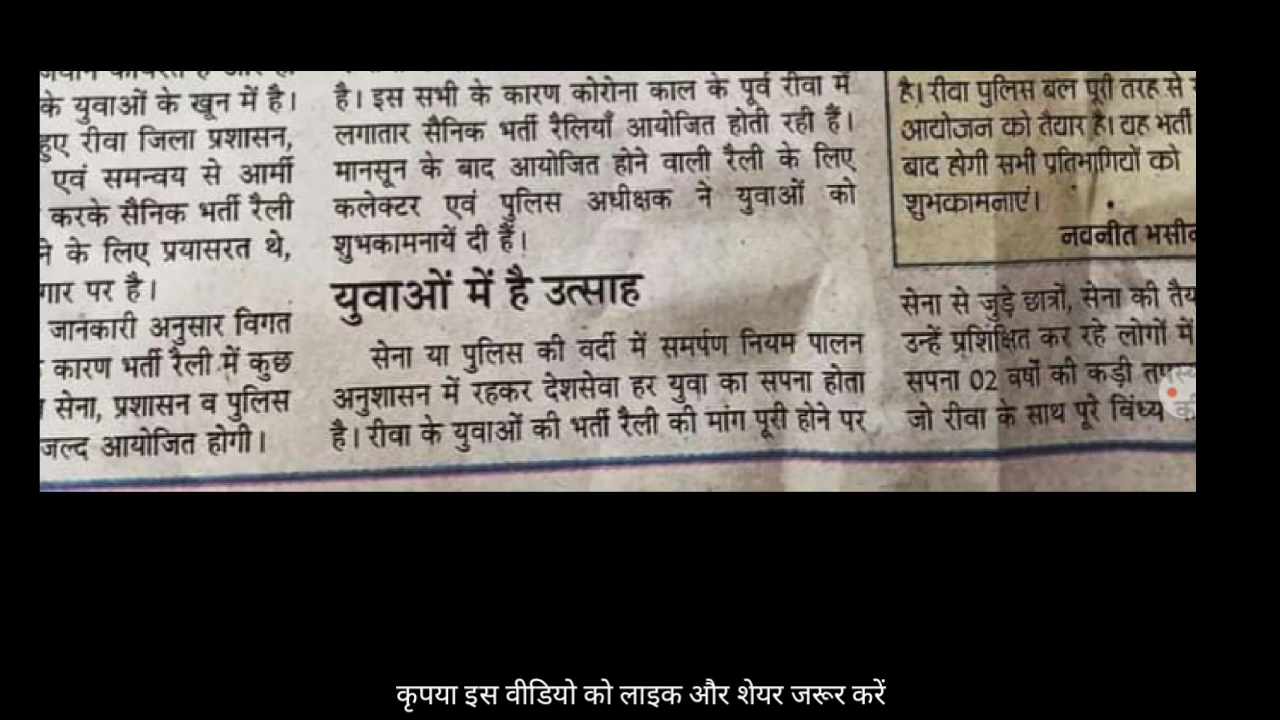 के युवाओं के खून में है।
हुए रीवा जिला प्रशासन,
एवं समन्वय से आर्मी
करके सैनिक भर्ती रैली
के लिए प्रयासरत थे,
पर है।
जानकारी अनुसार विगत
कारण भर्ती रैली में कुछ
सेना, प्रशासन व पुलिस
जल्द आयोजित होगी।
है। इस सभी के कारण कोरोना काल के पूर्व रीवा में
लगातार सैनिक भर्ती रैलियाँ आयोजित होती रही हैं।
मानसून के बाद आयोजित होने वाली रैली के लिए
कलेक्टर एवं पुलिस अधीक्षक ने युवाओं को
शुभकामनायें दी हैं।
युवाओं में है उत्साह
सेना या पुलिस की वर्दी में समर्पण नियम पालन
अनुशासन में रहकर देशसेवा हर युवा का सपना होता
है। रीवा के युवाओं की भर्ती रैली की मांग पूरी होने पर
है। रीवा पुलिस बल पूरी तरह से
आयोजन को तैयार है। यह भर्ती
बाद होगी सभी प्रतिभागियों को
शुभकामनाएं।
नवनीत
सेना से जुड़े छात्रों, सेना की
उन्हें प्रशिक्षित कर रहे लोगों में
सपना 02 वर्षों की कड़ी
जो रीवा के साथ पूरे विंध्य की
कृपया इस वीडियो को लाइक और शेयर जरूर करें